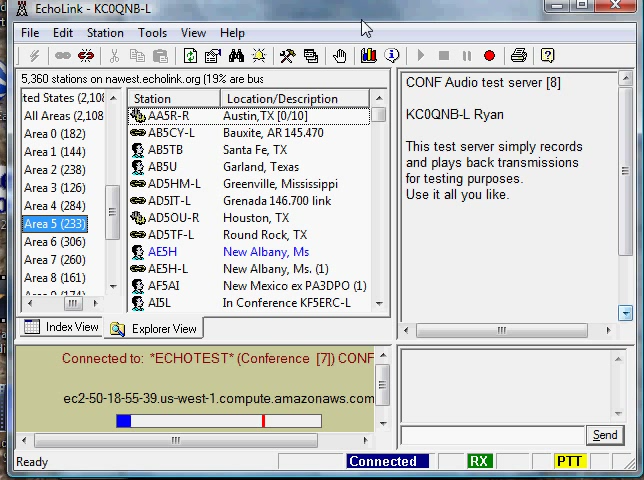 EchoLink - KC0QNB-L
File Edit Station Tools View Help
5,360 stations on nawest.echolink.org (19% are bus
ted States (2,108
All Areas (2,108
Area 0 (182)
Area 1 (144)
Area 2 (238)
Area 3 (126)
Area 4 (284)
Area 5 (233)
Area 6 (306)
Area 7 (260)
Area 8 (161)
Area 9 (174)
Station Location/Description
AA5R-R Austin,TX [0/10]
AB5CY-L Bauxite, AR 145.470
AB5TB Santa Fe, TX
AB5U Garland, Texas
AD5HM-L Greenville, Mississippi
AD5IT-L Grenada 146.700 link
AD5OU-R Houston, TX
AD5TF-L Round Rock, TX
AE5H New Albany, Ms
AE5H-L New Albany, Ms. (1)
AF5AI New Mexico ex PA3DPO (1)
AI5L In Conference KF5ERC-L
Index View Explorer View
CONF Audio test server [8]
KC0QNB-L Ryan
This test server simply records
and plays back transmissions
for testing purposes.
Use it all you like.
Connected to: *ECHOTEST* (Conference [7]) CONF
ec2-50-18-55-39.us-west-1.compute.amazonaws.com
Send
Ready Connected RX PTT